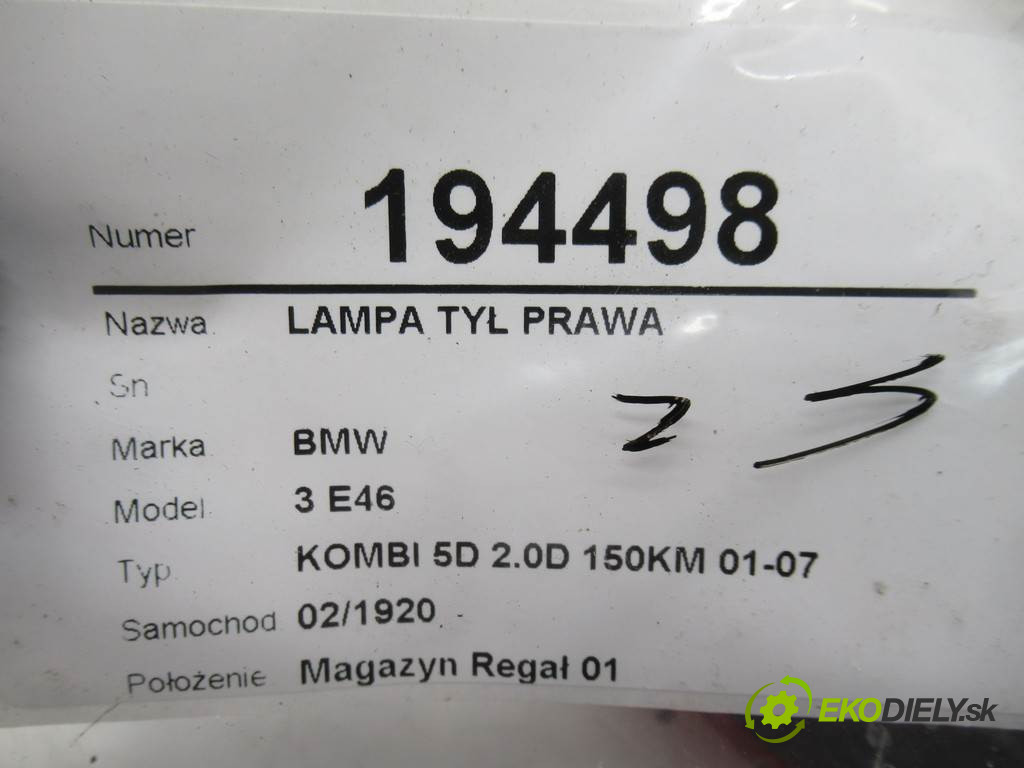 Numer 194498
Nazwa LAMPA TYŁ PRAWA
Sn
25
Marka BMW
Model 3 E46
Typ KOMBI 5D 2.0D 150KM 01-07
Samochod 02/1920
Położenie Magazyn Regał 01
EKODIELY.sk